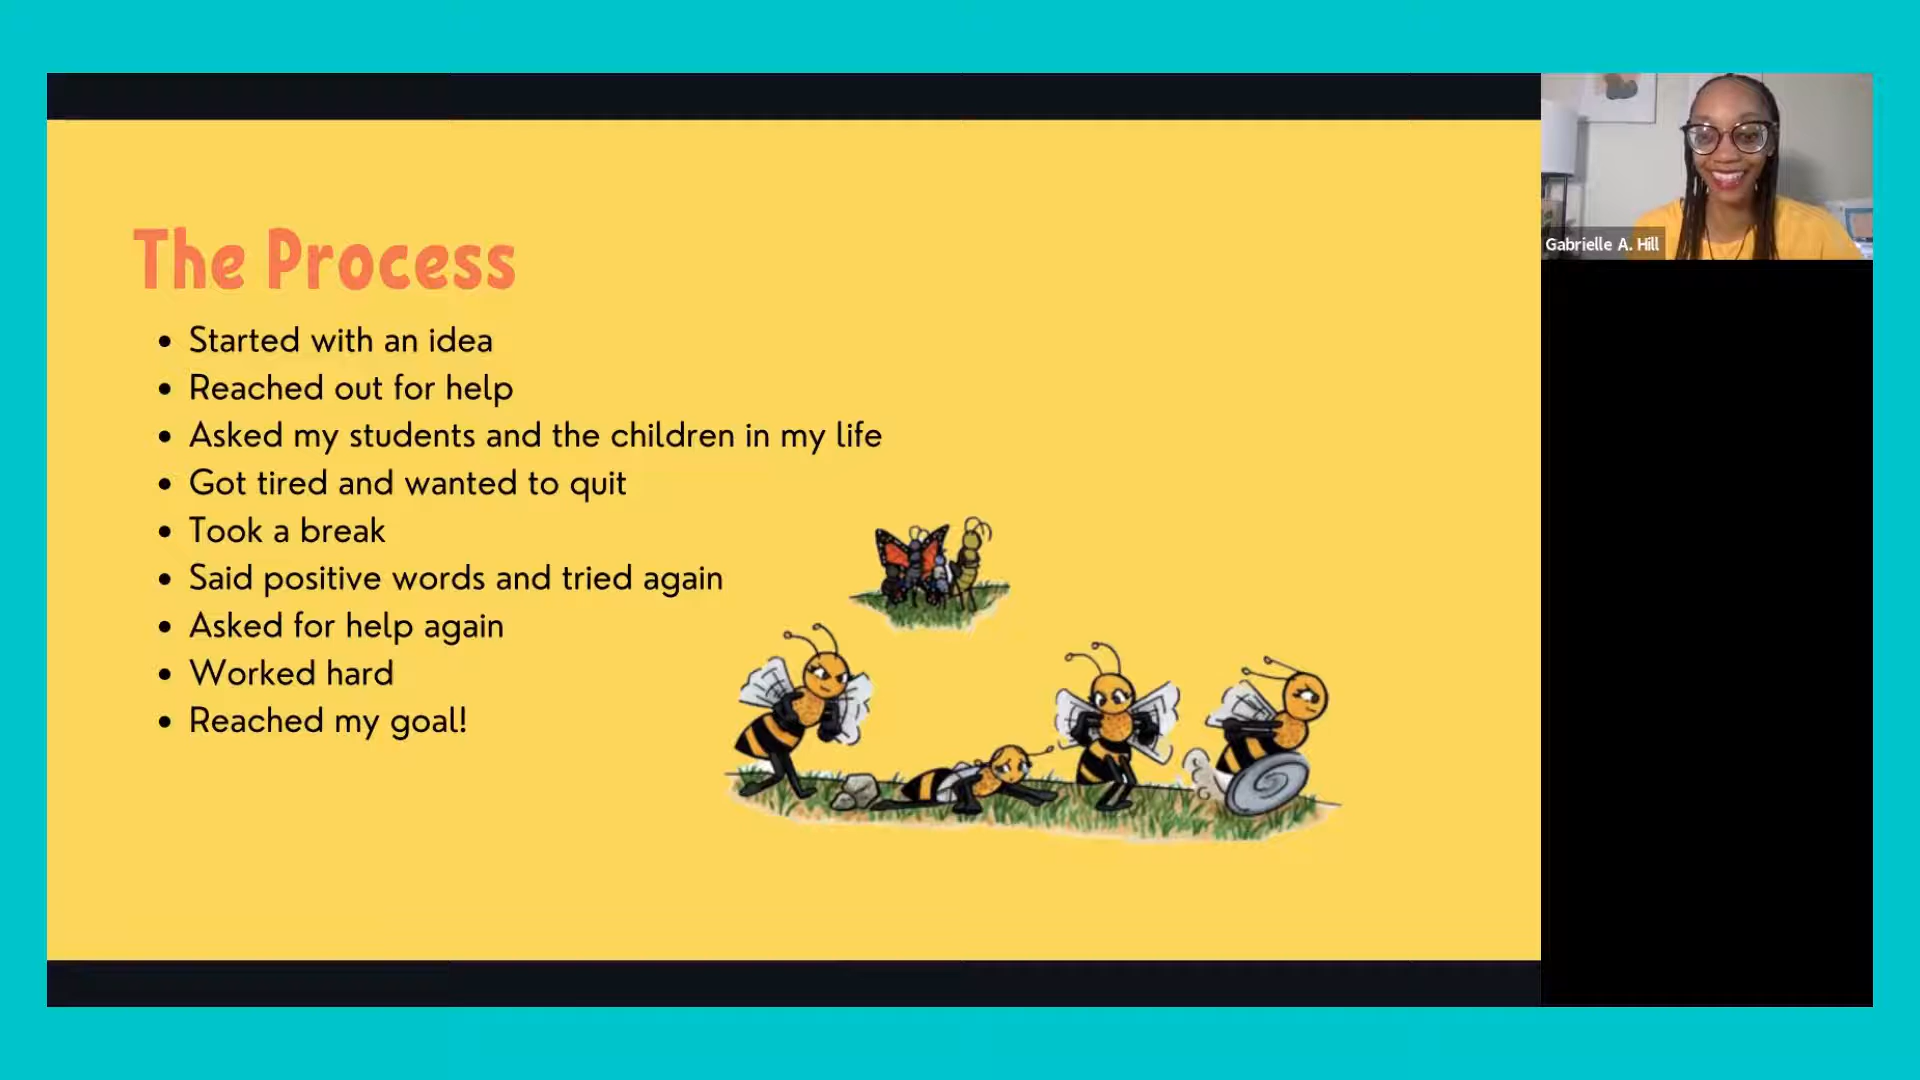 The Process
Started with an idea
Reached out for help
Asked my students and the children in my life
Got tired and wanted to quit
Took a break
Said positive words and tried again
Asked for help again
Worked hard
Reached my goal!
Gabrielle A. Hill